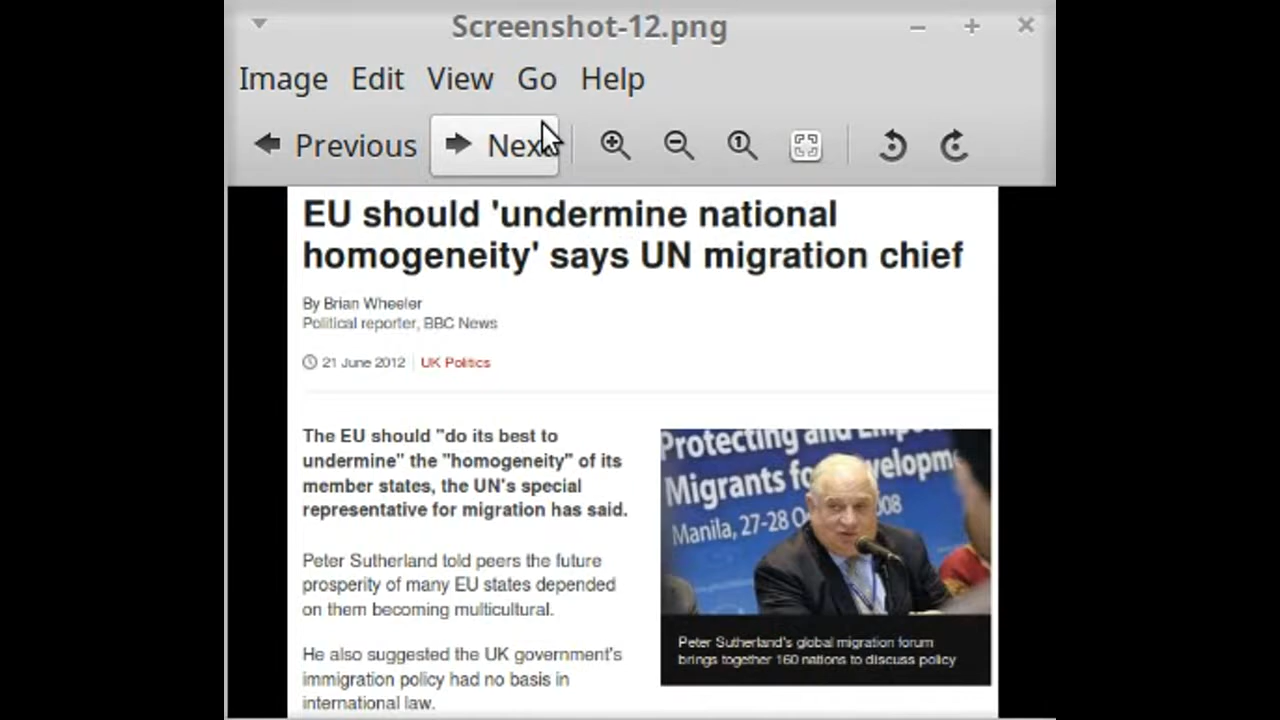 Screenshot-12.png
Image Edit View Go Help
Previous
EU should 'undermine national
homogeneity' says UN migration chief
By Brian Wheeler
Political reporter, BBC News
21 June 2012 UK Politics
The EU should "do its best to
undermine" the "homogeneity" of its
member states, the UN's special
representative for migration has said.
Peter Sutherland told peers the future
prosperity of many EU states depended
on them becoming multicultural.
He also suggested the UK government's
immigration policy had no basis in
international law.
Protecting and
Migrants
Manila, 27-28
Peter Sutherland's global migration forum
brings together 160 nations to discuss policy